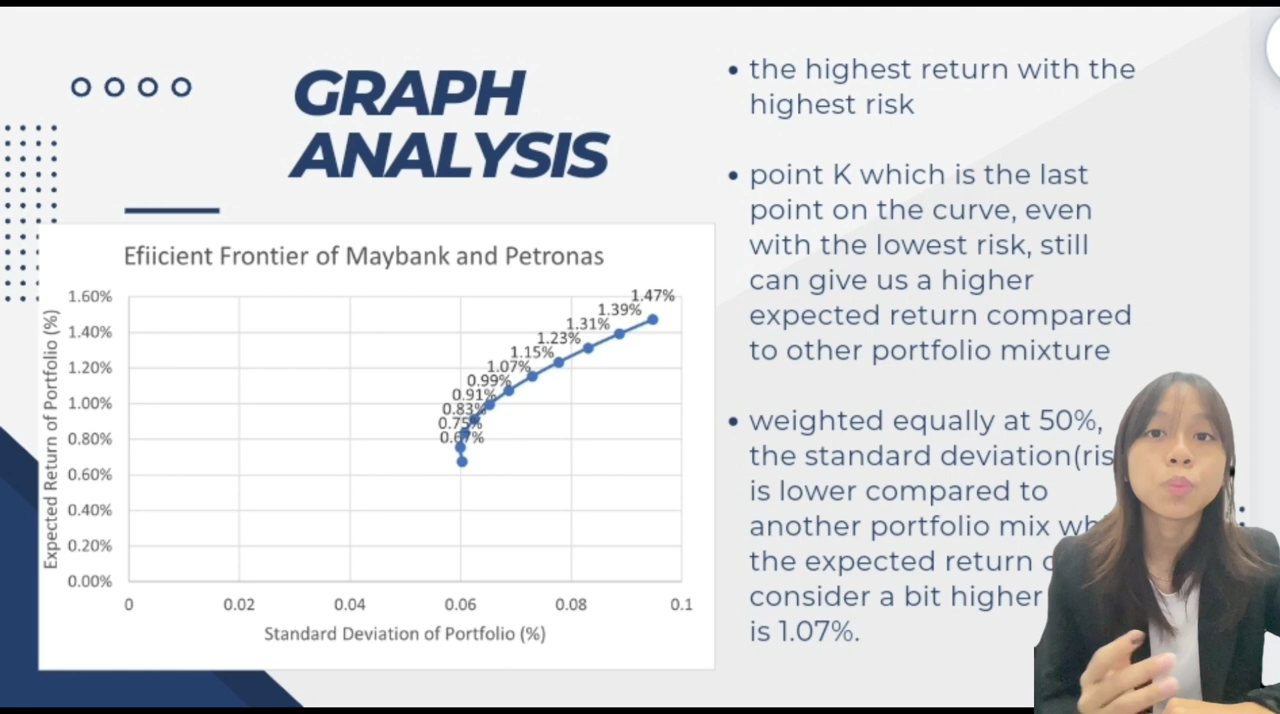 GRAPH
ANALYSIS
Efiicient Frontier of Maybank and Petronas
Expected Return of Portfolio (%)
1.60%
1.40%
1.20%
1.00%
0.80%
0.60%
0.40%
0.20%
0.00%
1.47%
1.39%
1.31%
1.23%
1.15%
1.07%
0.99%
0.91%
0.83%
0.75%
0.67%
0
0.02
0.04
0.06
0.08
0.1
Standard Deviation of Portfolio (%)
• the highest return with the
highest risk
• point K which is the last
point on the curve, even
with the lowest risk, still
can give us a higher
expected return compared
to other portfolio mixture
• weighted equally at 50%,
the standard
is lower compared to
another portfolio mix
the expected return
consider a bit higher
is 1.07%.